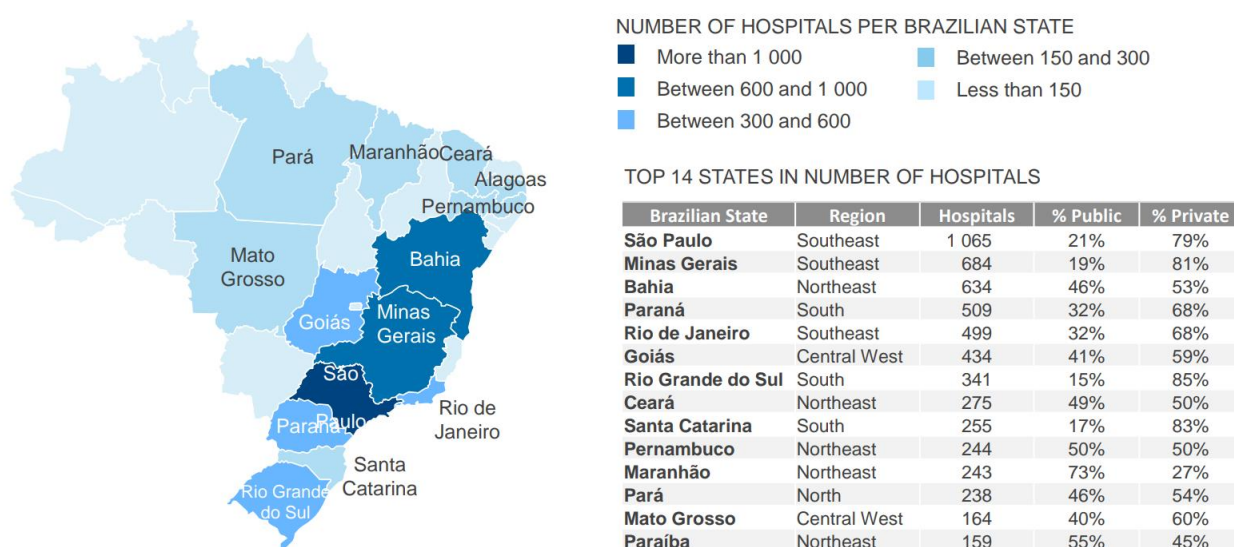 Pará
Maranhão
Ceará
Alagoas
Pernambuco
Mato
Grosso
Bahia
Goiás
Minas
Gerais
São
Paulo
Paraná
Rio de
Janeiro
Santa
Catarina
Rio Grande
do Sul
NUMBER OF HOSPITALS PER BRAZILIAN STATE
More than 1 000
Between 600 and 1 000
Between 300 and 600
Between 150 and 300
Less than 150
TOP 14 STATES IN NUMBER OF HOSPITALS
Brazilian State Region Hospitals % Public % Private
São Paulo Southeast 1 065 21% 79%
Minas Gerais Southeast 684 19% 81%
Bahia Northeast 634 46% 53%
Paraná South 509 32% 68%
Rio de Janeiro Southeast 499 32% 68%
Goiás Central West 434 41% 59%
Rio Grande do Sul South 341 15% 85%
Ceará Northeast 275 49% 50%
Santa Catarina South 255 17% 83%
Pernambuco Northeast 244 50% 50%
Maranhão Northeast 243 73% 27%
Pará North 238 46% 54%
Mato Grosso Central West 164 40% 60%
Paraíba Northeast 159 55% 45%